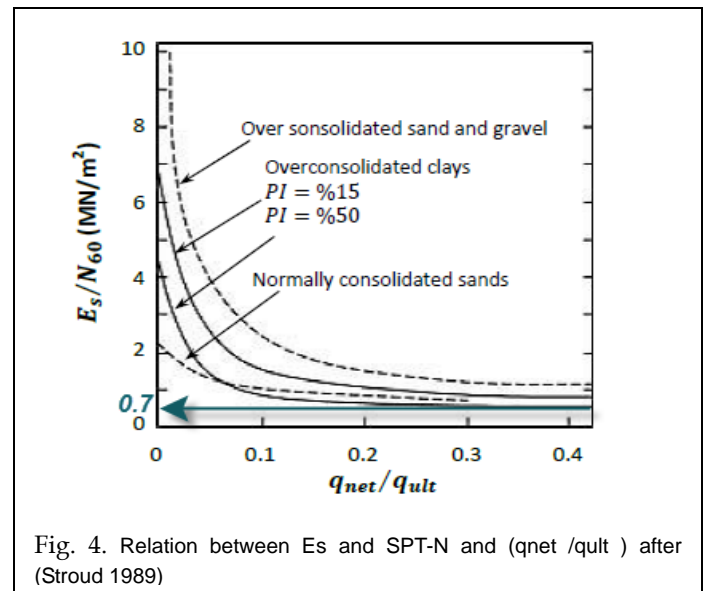 10
8
6
4
2
0.7
0
E_s/N_60 (MN/m²)
Over sonsolidated sand and gravel
Overconsolidated clays
PI = %15
PI = %50
Normally consolidated sands
0 0.1 0.2 0.3 0.4
q_net/q_ult
Fig. 4. Relation between Es and SPT-N and (qnet /qult ) after
(Stroud 1989)